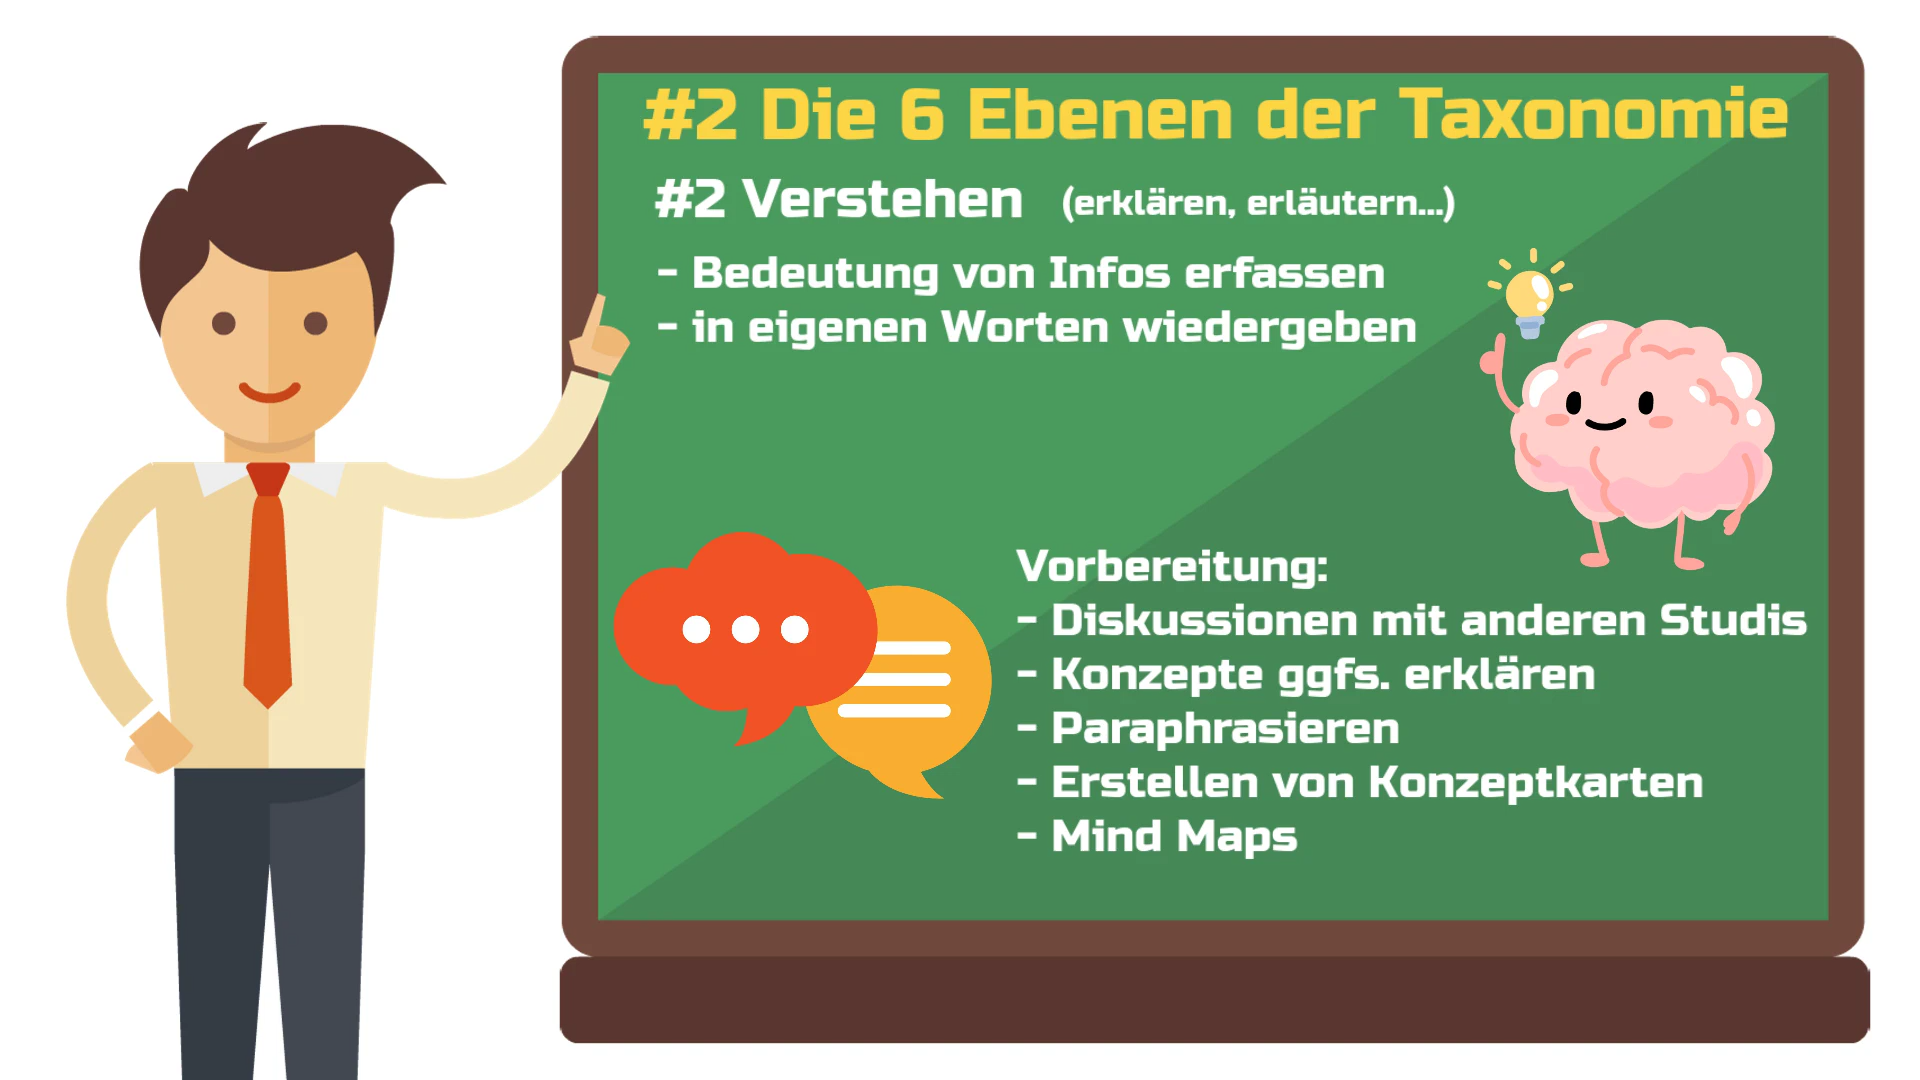 #2 Die 6 Ebenen der Taxonomie
#2 Verstehen (erklären, erläutern...)
- Bedeutung von Infos erfassen
- in eigenen Worten wiedergeben
Vorbereitung:
- Diskussionen mit anderen Studis
- Konzepte ggfs. erklären
- Paraphrasieren
- Erstellen von Konzeptkarten
- Mind Maps